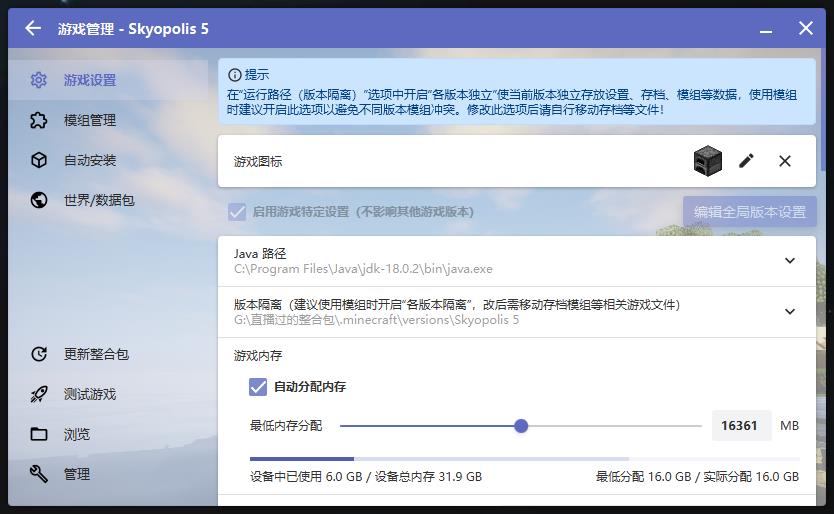 游戏管理 - Skyopolis 5
游戏设置
模组管理
自动安装
世界/数据包
更新整合包
测试游戏
浏览
管理
提示
在“运行路径（版本隔离）”选项中开启“各版本独立”使当前版本独立存放设置、存档、模组等数据，使用模组
时建议开启此选项以避免不同版本模组冲突。修改此选项后请自行移动存档等文件！
游戏图标
启用游戏特定设置（不影响其他游戏版本）
编辑全局版本设置
Java 路径
C:\Program Files\Java\jdk-18.0.2\bin\java.exe
版本隔离（建议使用模组时开启“各版本隔离”，改后需移动存档模组等相关游戏文件）
G:\直播过的整合包\.minecraft\versions\Skyopolis 5
游戏内存
自动分配内存
最低内存分配 16361 MB
设备中已使用 6.0 GB / 设备总内存 31.9 GB 最低分配 16.0 GB / 实际分配 16.0 GB